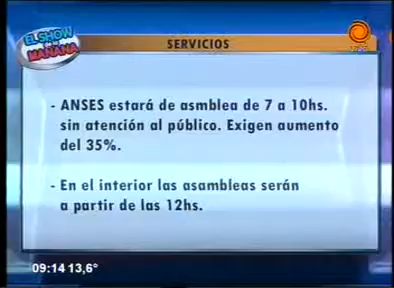 EL SHOW
de la
MAÑANA
SERVICIOS
- ANSES estará de asmblea de 7 a 10hs.
sin atención al público. Exigen aumento
del 35%.
- En el interior las asambleas serán
a partir de las 12hs.
09:14 13,6°